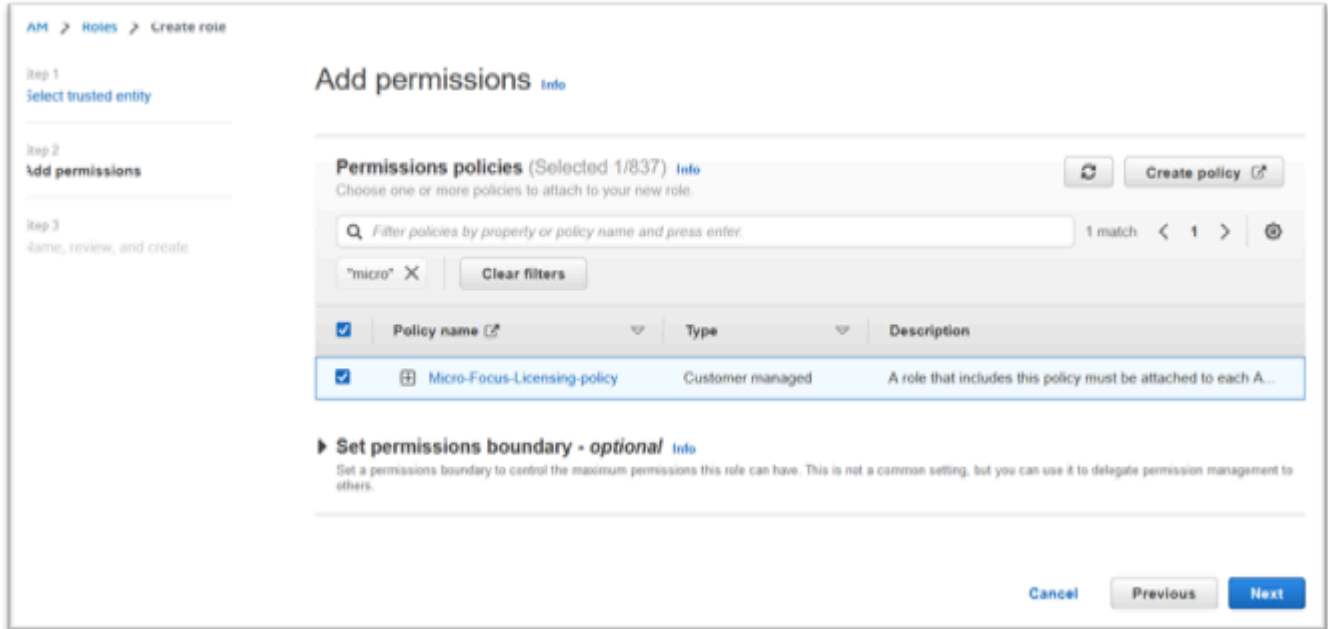 AM > Roles > Create role
Step 1
Select trusted entity
Step 2
Add permissions
Step 3
Name, review, and create
Add permissions Info
Permissions policies (Selected 1/837) Info
Choose one or more policies to attach to your new role.
Create policy
Filter policies by property or policy name and press enter.
1 match < 1 >
"micro" X
Clear filters
Policy name
Type
Description
Micro-Focus-Licensing-policy
Customer managed
A role that includes this policy must be attached to each A...
Set permissions boundary - optional Info
Set a permissions boundary to control the maximum permissions this role can have. This is not a common setting, but you can use it to delegate permission management to
others.
Cancel
Previous
Next